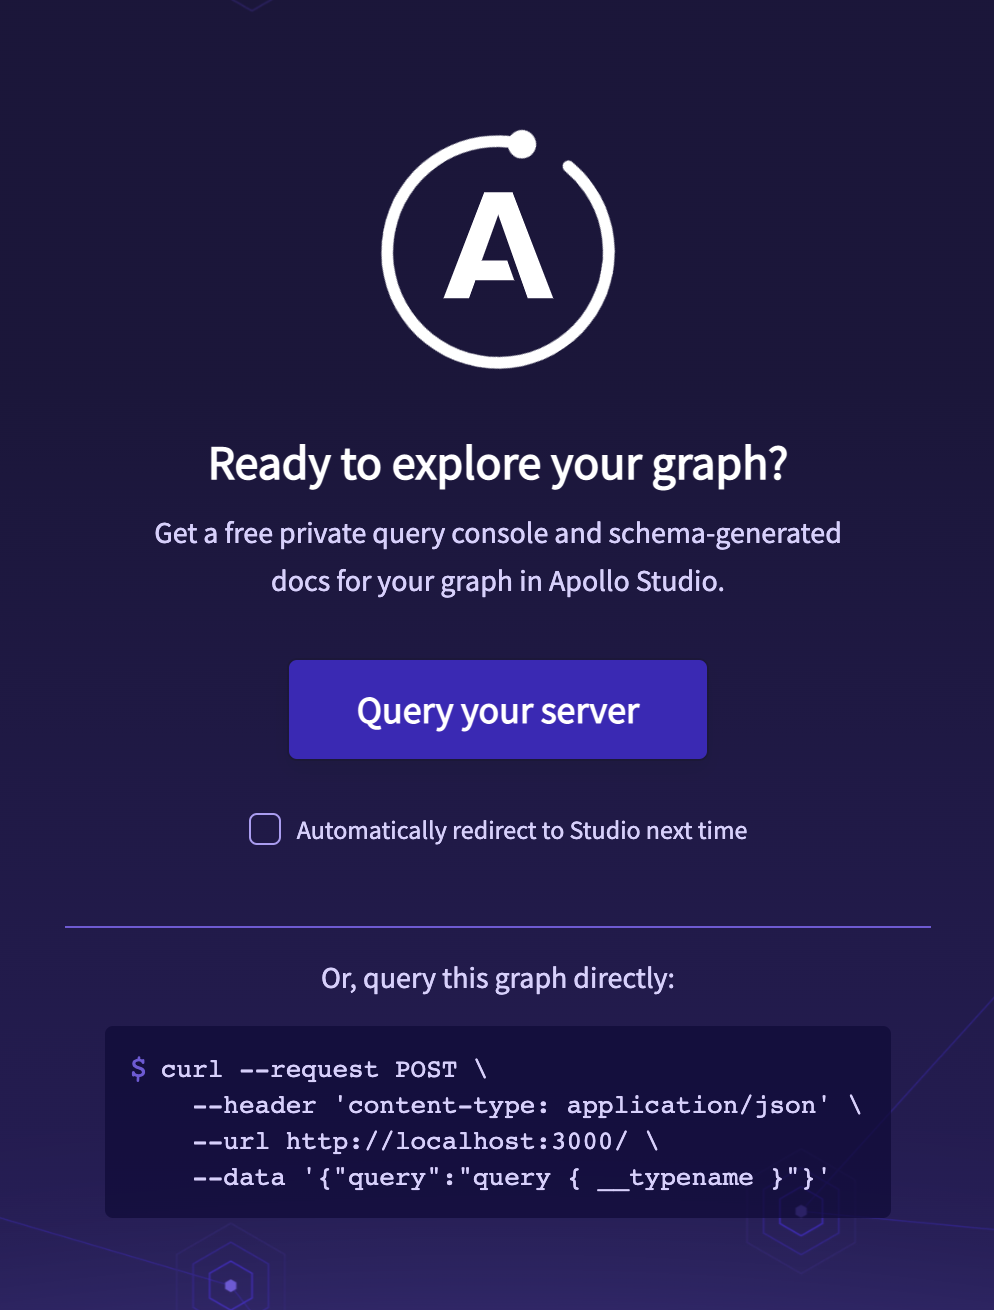 A
Ready to explore your graph?
Get a free private query console and schema-generated
docs for your graph in Apollo Studio.
Query your server
Automatically redirect to Studio next time
Or, query this graph directly:
$ curl --request POST \
    --header 'content-type: application/json' \
    --url http://localhost:3000/ \
    --data '{"query":"query { __typename }"}'